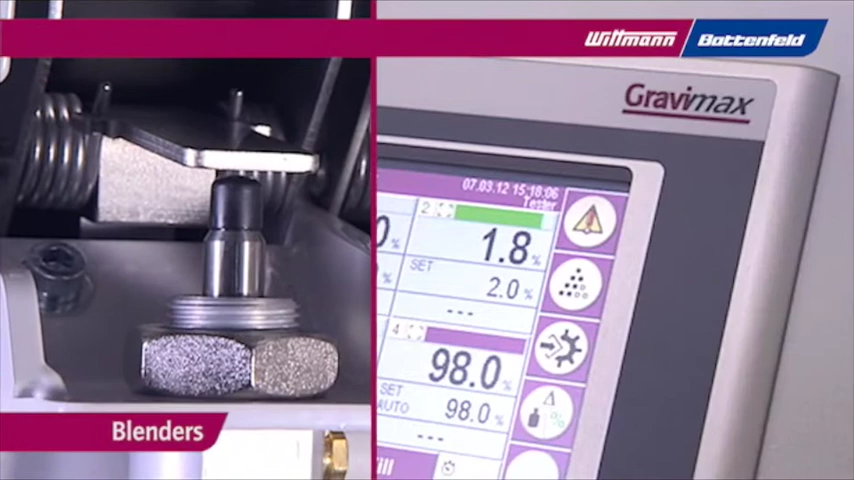 Wittmann Battenfeld
Gravimax
07.03.12 15:18:06
Tester
2
1.8 %
SET
2.0 %
---
4
98.0 %
SET
AUTO
98.0 %
---
Blenders